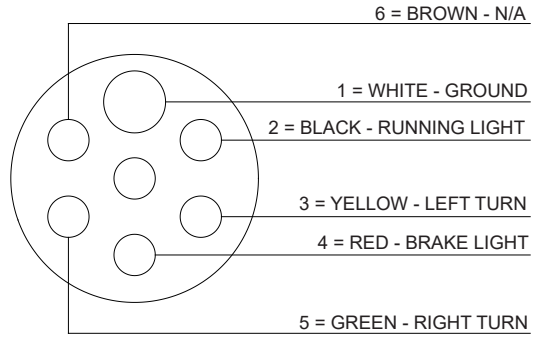 6 = BROWN - N/A
1 = WHITE - GROUND
2 = BLACK - RUNNING LIGHT
3 = YELLOW - LEFT TURN
4 = RED - BRAKE LIGHT
5 = GREEN - RIGHT TURN